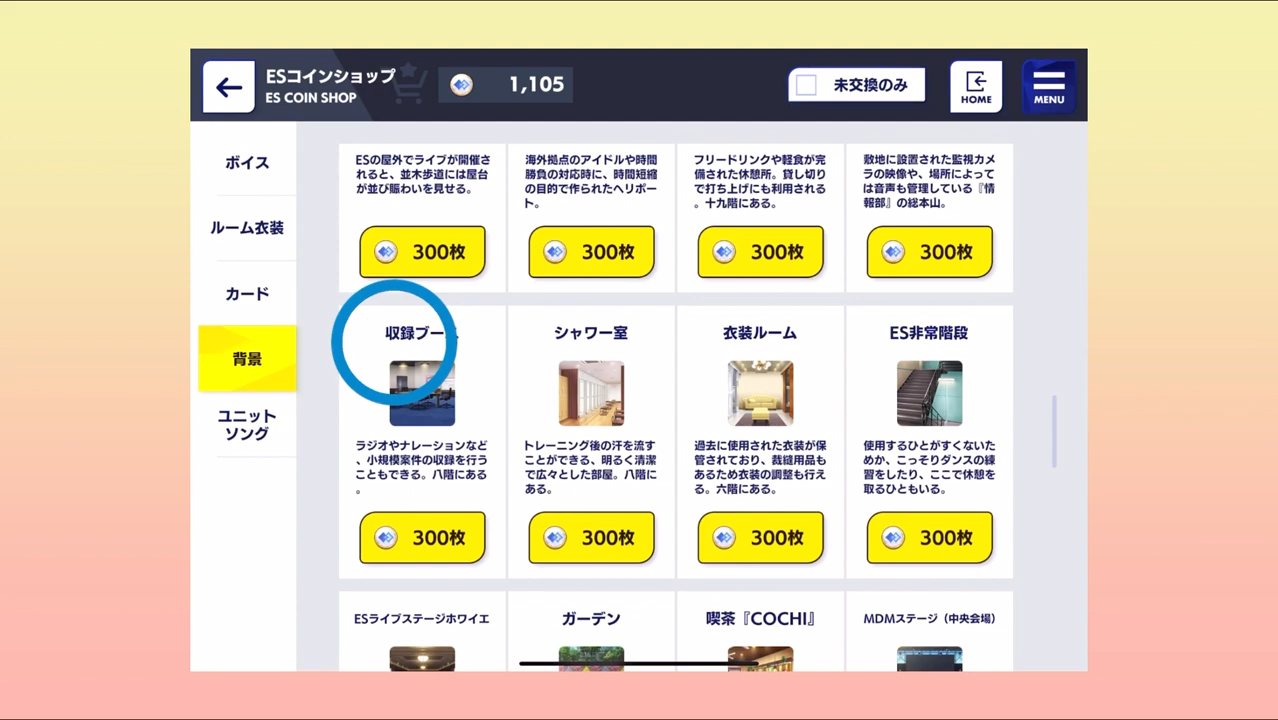 ESコインショップ
ES COIN SHOP
1,105
未交換のみ
HOME
MENU
ボイス
ルーム衣装
カード
背景
ユニット
ソング
ESの屋外でライブが開催さ
れると、並木歩道には屋台
が並び賑わいを見せる。
300枚
海外拠点のアイドルや時間
勝負の対応時に、時間短縮
の目的で作られたヘリポー
ト。
300枚
フリードリンクや軽食が完
備された休憩所。貸し切り
で打ち上げにも利用される
。十九階にある。
300枚
敷地に設置された監視カメ
ラの映像や、場所によって
は音声も管理している『情
報部』の総本山。
300枚
収録ブース
ラジオやナレーションなど
、小規模案件の収録を行う
こともできる。八階にある
。
300枚
シャワー室
トレーニング後の汗を流す
ことができる、明るく清潔
で広々とした部屋。八階に
ある。
300枚
衣装ルーム
過去に使用された衣装が保
管されており、裁縫用品も
あるため衣装の調整も行え
る。六階にある。
300枚
ES非常階段
使用するひとがすくないた
めか、こっそりダンスの練
習をしたり、ここで休憩を
取るひともいる。
300枚
ESライブステージホワイエ
ガーデン
喫茶『COCHI』
MDMステージ（中央会場）